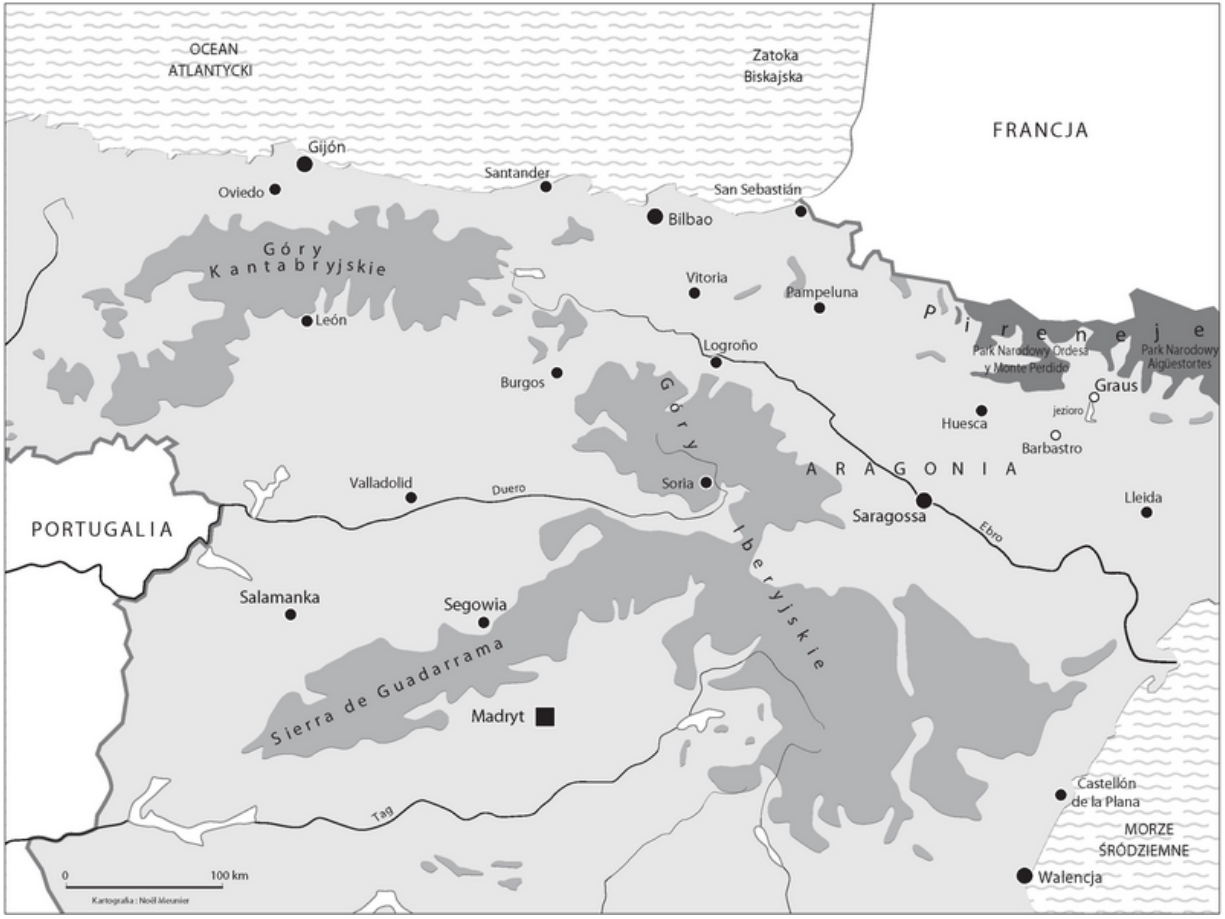 OCEAN
ATLANTYCKI
Zatoka
Biskajska
FRANCJA
Gijón
Oviedo
Santander
San Sebastián
Bilbao
Góry
Kantabryjskie
Vitoria
Pampeluna
Pireneje
León
Logroño
Park Narodowy Ordesa
y Monte Perdido
Park Narodowy
Aigüestortes
Burgos
Graus
jezioro
Huesca
Barbastro
Góry
Iberyjskie
ARAGONIA
Soria
Valladolid
Duero
Lleida
Saragossa
Ebro
PORTUGALIA
Salamanka
Segowia
Sierra de Guadarrama
Madryt
Castellón
de la Plana
Tag
MORZE
ŚRÓDZIEMNE
Walencja
0 100 km
Kartografia : Noël Meunier